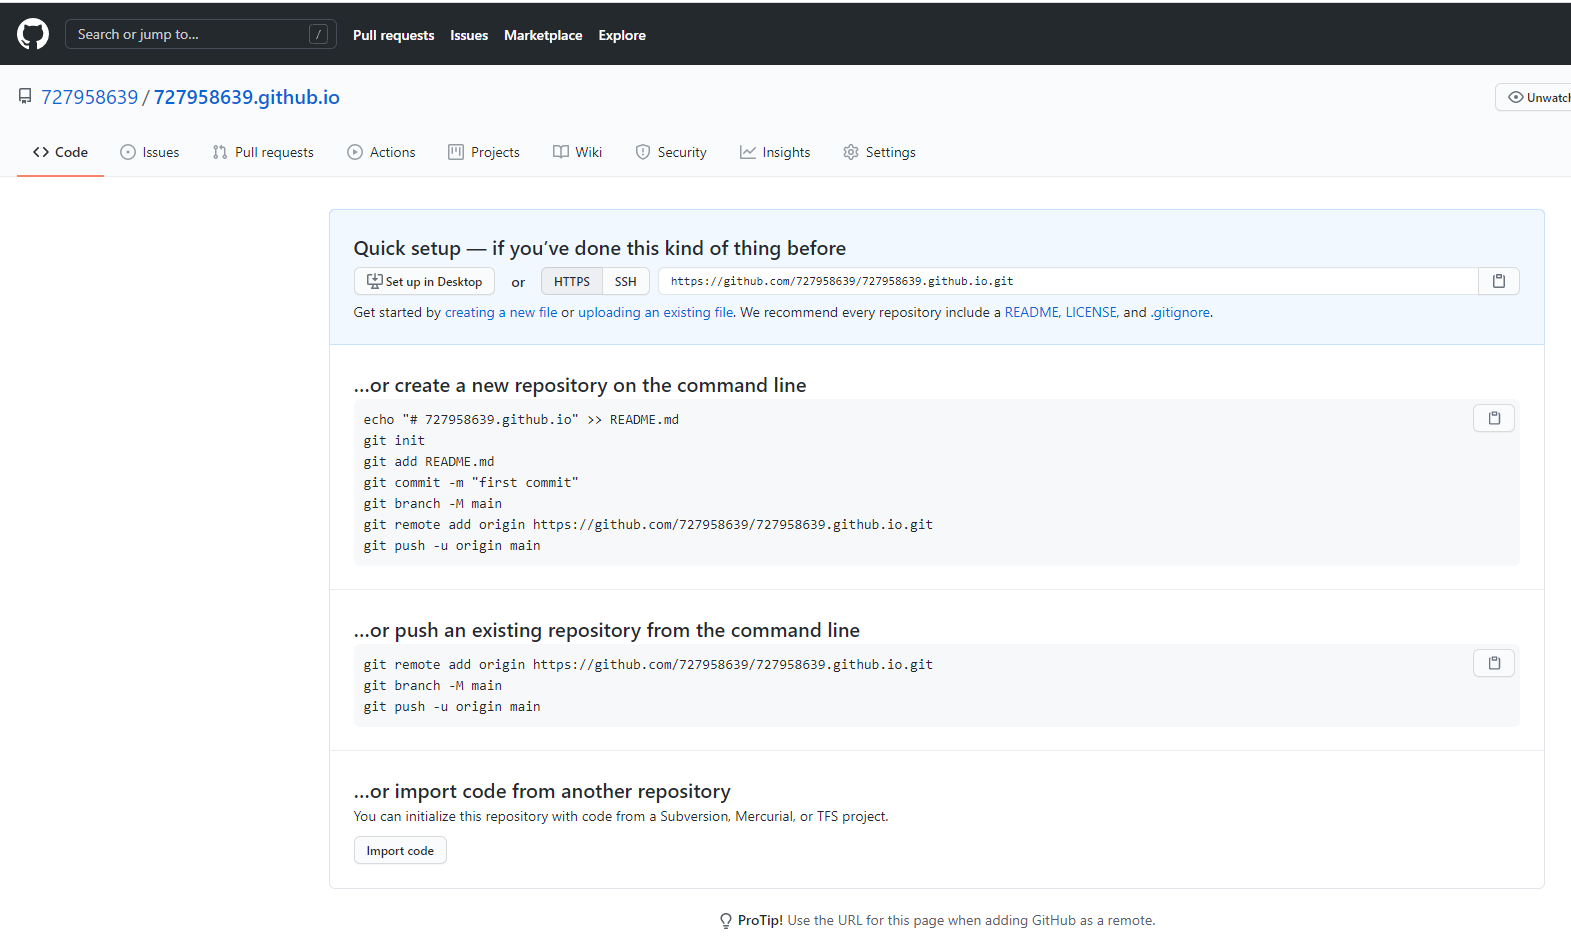 Search or jump to... /
Pull requests Issues Marketplace Explore
727958639 / 727958639.github.io
Unwatch
Code Issues Pull requests Actions Projects Wiki Security Insights Settings
Quick setup — if you’ve done this kind of thing before
Set up in Desktop or HTTPS SSH https://github.com/727958639/727958639.github.io.git
Get started by creating a new file or uploading an existing file. We recommend every repository include a README, LICENSE, and .gitignore.
…or create a new repository on the command line
echo "# 727958639.github.io" >> README.md
git init
git add README.md
git commit -m "first commit"
git branch -M main
git remote add origin https://github.com/727958639/727958639.github.io.git
git push -u origin main
…or push an existing repository from the command line
git remote add origin https://github.com/727958639/727958639.github.io.git
git branch -M main
git push -u origin main
…or import code from another repository
You can initialize this repository with code from a Subversion, Mercurial, or TFS project.
Import code
ProTip! Use the URL for this page when adding GitHub as a remote.